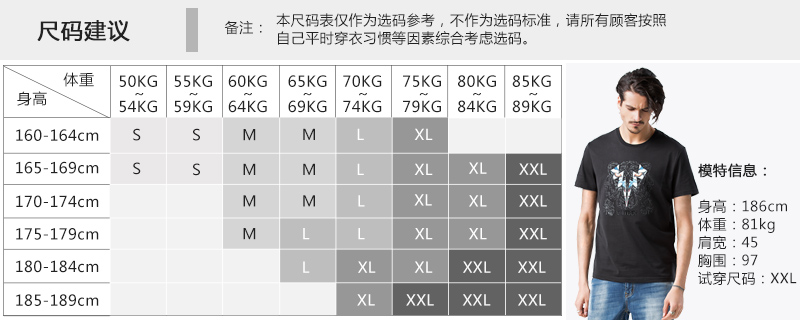 尺码建议
备注：
本尺码表仅作为选码参考，不作为选码标准，请所有顾客按照
自己平时穿衣习惯等因素综合考虑选码。
体重
身高
50KG ~ 54KG 55KG ~ 59KG 60KG ~ 64KG 65KG ~ 69KG 70KG ~ 74KG 75KG ~ 79KG 80KG ~ 84KG 85KG ~ 89KG
160-164cm S S M M L XL
165-169cm S S M M L XL XL XXL
170-174cm M M L XL XL XXL
175-179cm M L L XL XL XXL
180-184cm L XL XL XXL XXL
185-189cm XL XXL XXL XXL
模特信息：
身高：186cm
体重：81kg
肩宽：45
胸围：97
试穿尺码：XXL